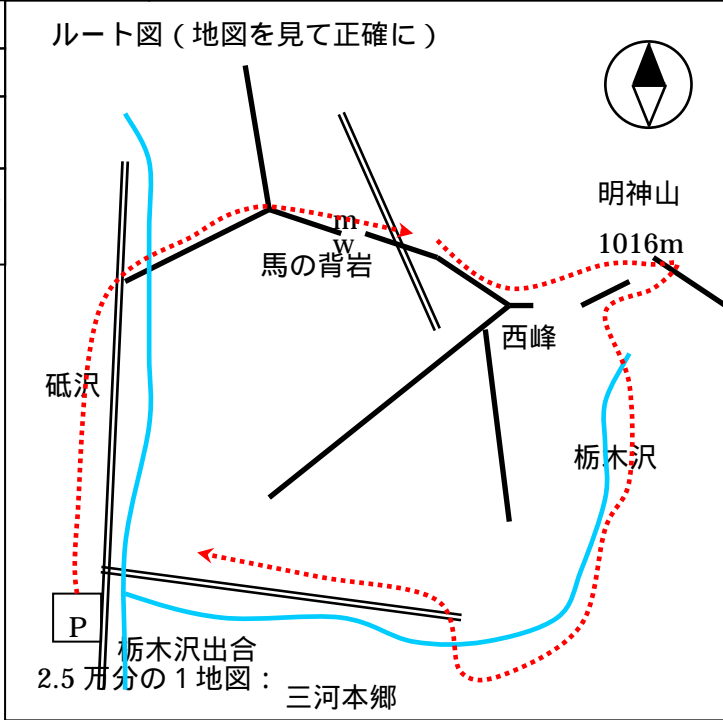 ルート図（地図を見て正確に）
明神山
1016m
m
w
馬の背岩
西峰
砥沢
栃木沢
P
栃木沢出合
2.5 万分の１地図：
三河本郷